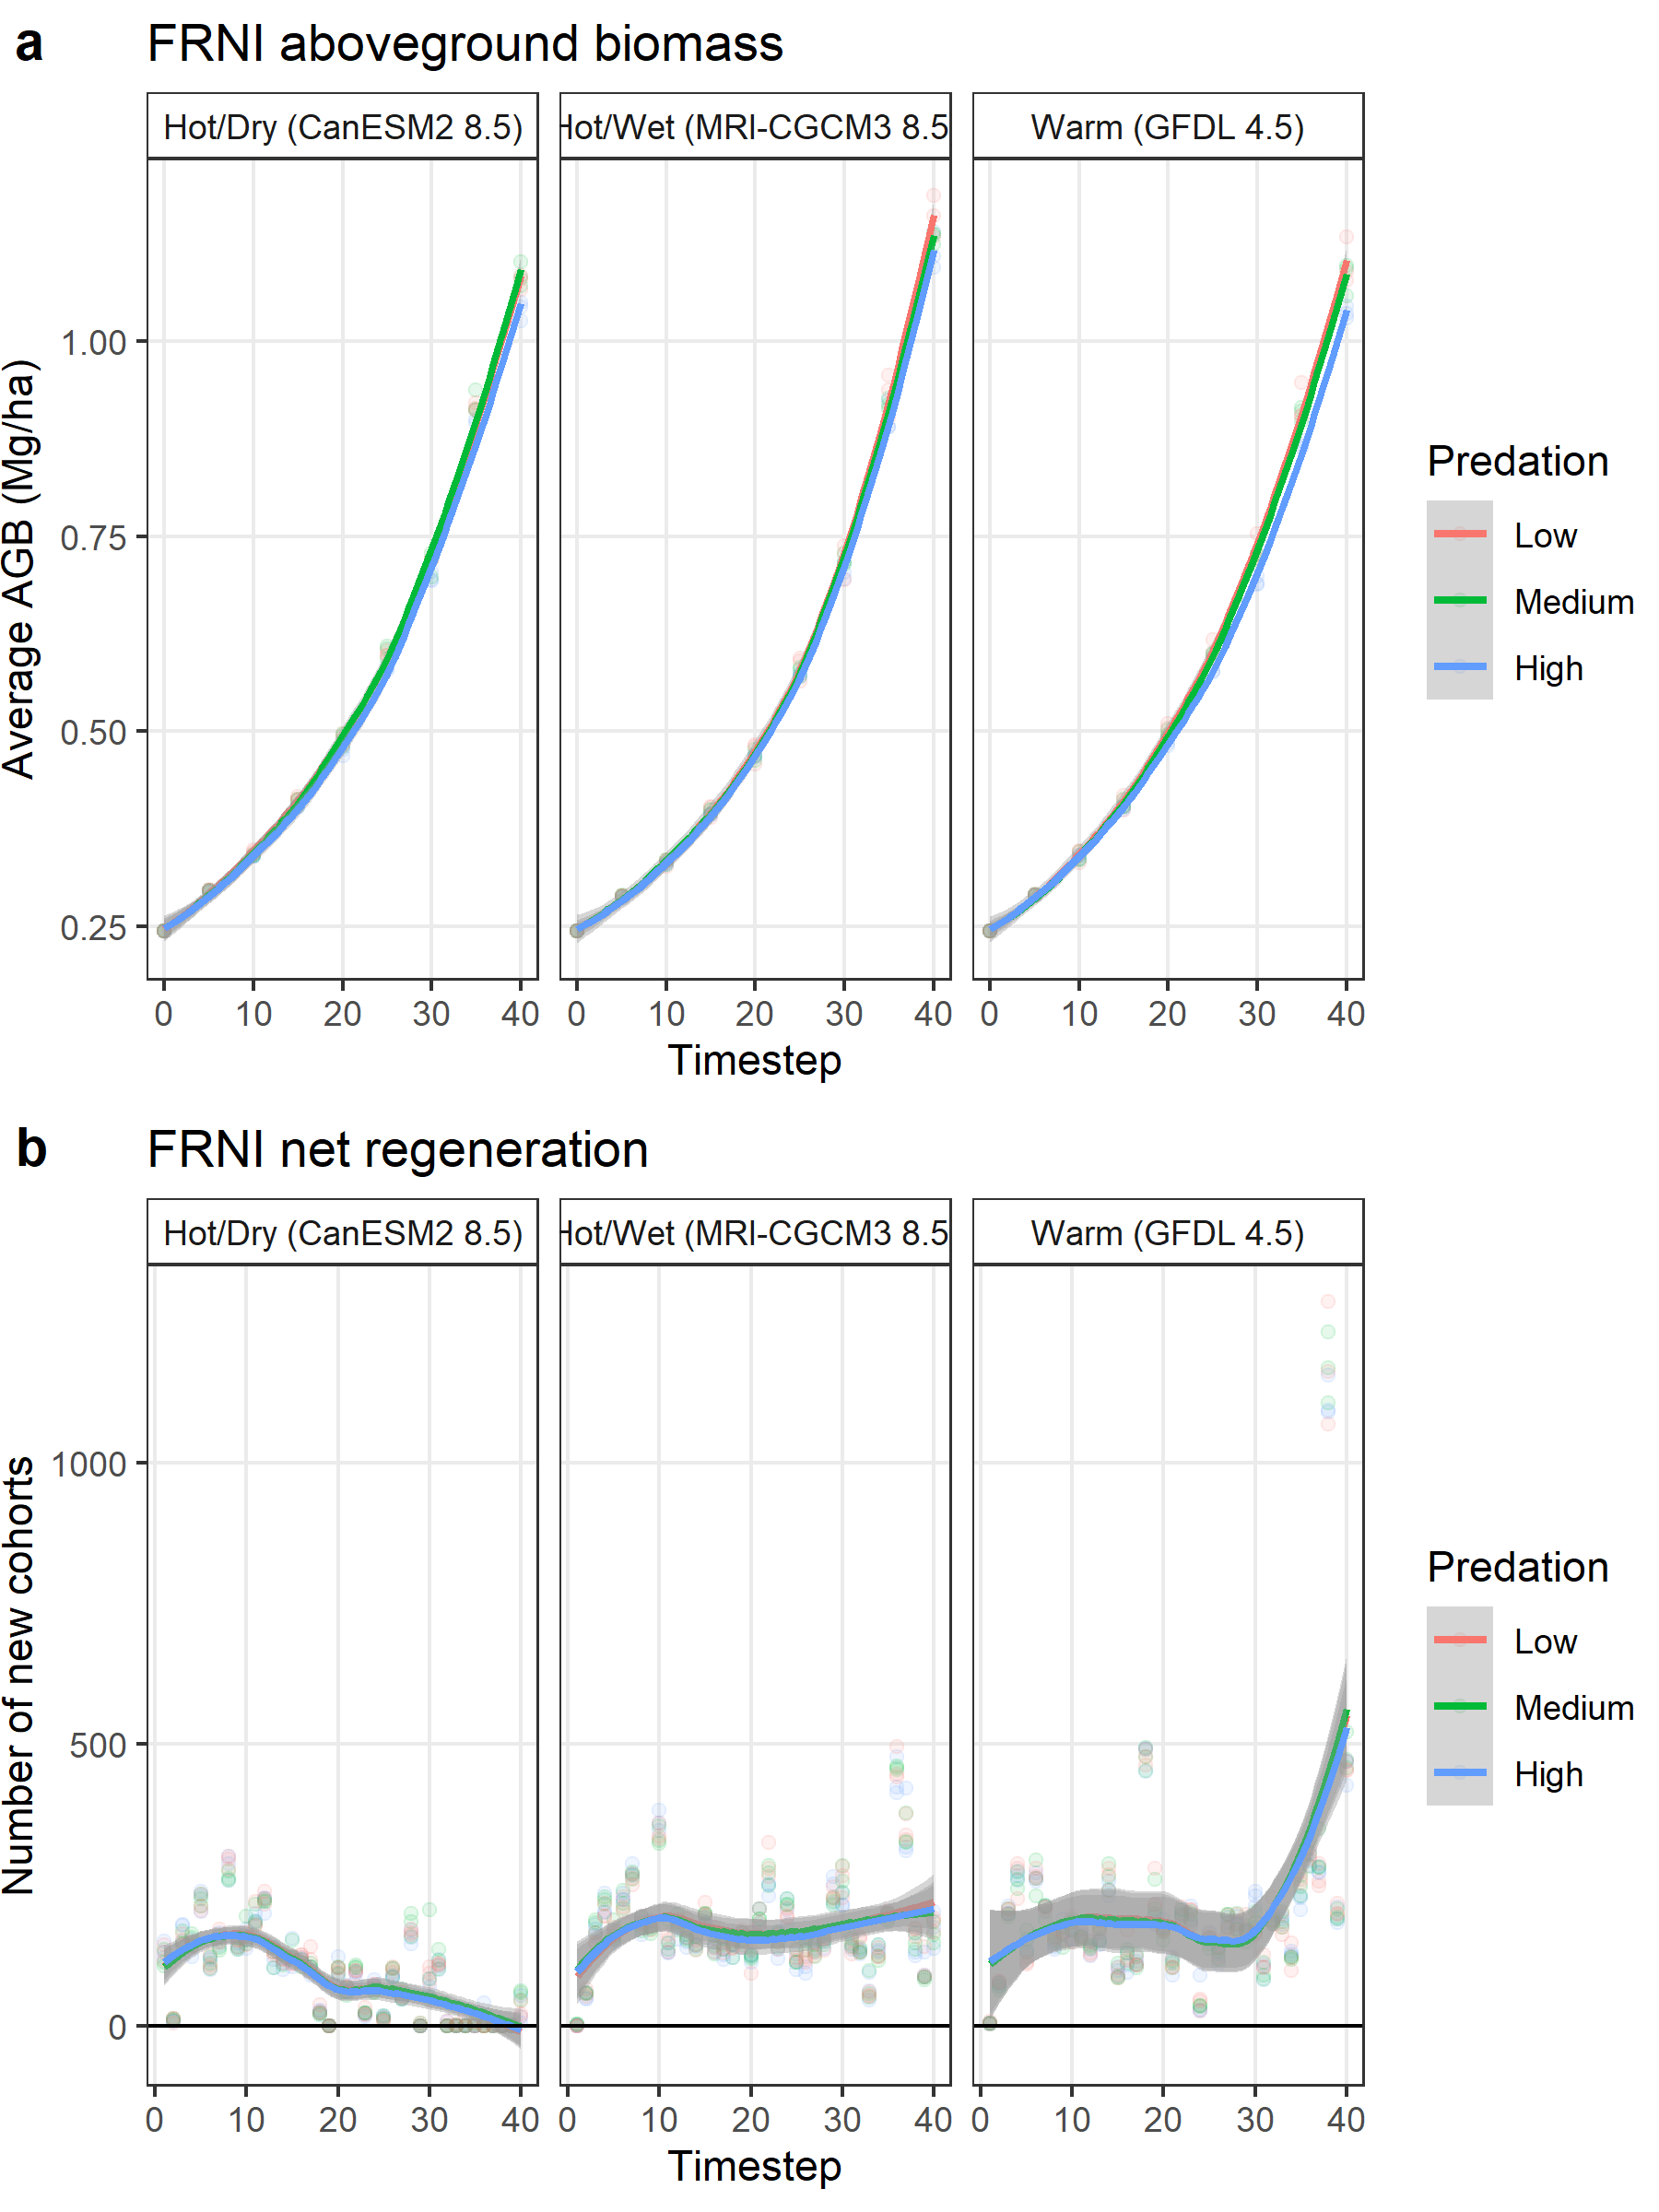 a FRNI aboveground biomass
Hot/Dry (CanESM2 8.5) Hot/Wet (MRI-CGCM3 8.5 Warm (GFDL 4.5)
Average AGB (Mg/ha)
1.00
0.75
0.50
0.25
0 10 20 30 40 0 10 20 30 40 0 10 20 30 40
Timestep
Predation
Low
Medium
High
b FRNI net regeneration
Hot/Dry (CanESM2 8.5) Hot/Wet (MRI-CGCM3 8.5 Warm (GFDL 4.5)
Number of new cohorts
1000
500
0
0 10 20 30 40 0 10 20 30 40 0 10 20 30 40
Timestep
Predation
Low
Medium
High